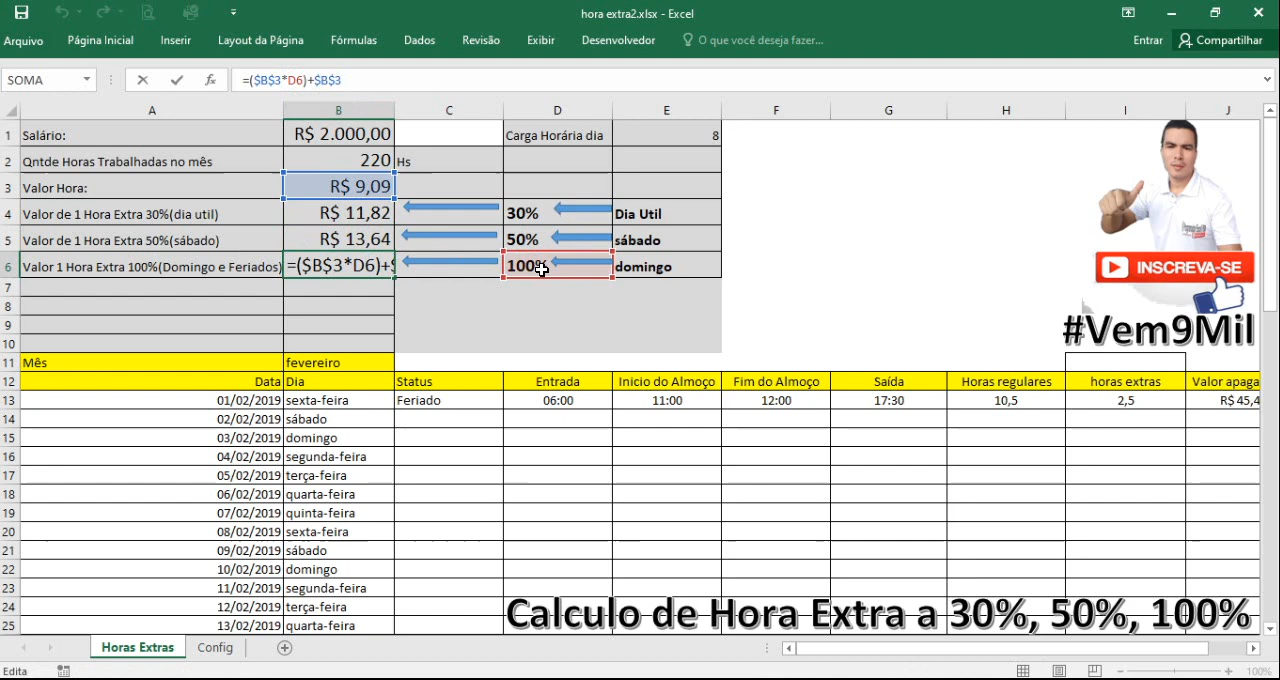 hora extra2.xlsx - Excel
Arquivo Página Inicial Inserir Layout da Página Fórmulas Dados Revisão Exibir Desenvolvedor O que você deseja fazer... Entrar Compartilhar
SOMA fx =($B$3*D6)+$B$3
A B C D E F G H I J
1 Salário: R$ 2.000,00 Carga Horária dia 8
2 Qntde Horas Trabalhadas no mês 220 Hs
3 Valor Hora: R$ 9,09
4 Valor de 1 Hora Extra 30%(dia util) R$ 11,82 30% Dia Util
5 Valor de 1 Hora Extra 50%(sábado) R$ 13,64 50% sábado
6 Valor 1 Hora Extra 100%(Domingo e Feriados) =($B$3*D6)+$ 100% domingo
7
8
9
10
INSCREVA-SE
#Vem9Mil
11 Mês fevereiro
12 Data Dia Status Entrada Inicio do Almoço Fim do Almoço Saída Horas regulares horas extras Valor apaga
13 01/02/2019 sexta-feira Feriado 06:00 11:00 12:00 17:30 10,5 2,5 R$ 45,4
14 02/02/2019 sábado
15 03/02/2019 domingo
16 04/02/2019 segunda-feira
17 05/02/2019 terça-feira
18 06/02/2019 quarta-feira
19 07/02/2019 quinta-feira
20 08/02/2019 sexta-feira
21 09/02/2019 sábado
22 10/02/2019 domingo
23 11/02/2019 segunda-feira
24 12/02/2019 terça-feira
25 13/02/2019 quarta-feira
Calculo de Hora Extra a 30%, 50%, 100%
Horas Extras Config
Edita 100%